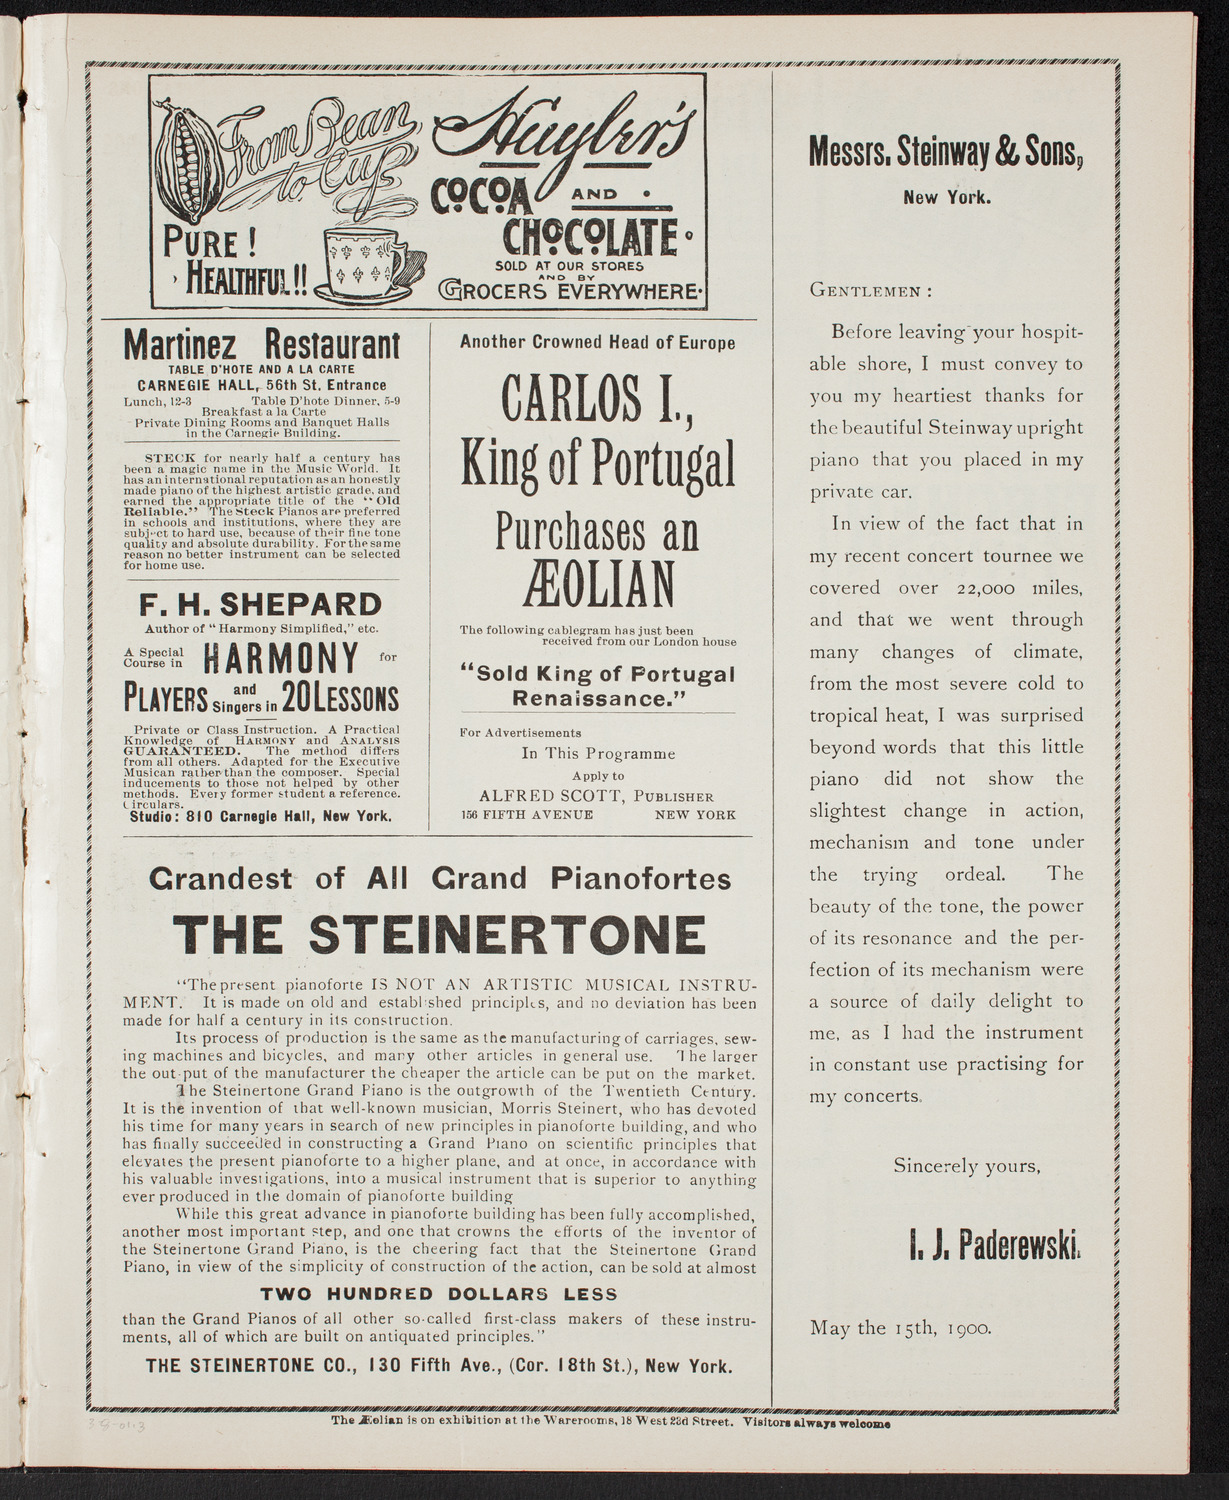 From Bean
to Cup
PURE!
HEALTHFUL!!
Huyler's
COCOA AND
CHOCOLATE
SOLD AT OUR STORES
AND BY
GROCERS EVERYWHERE
Martinez Restaurant
TABLE D'HOTE AND A LA CARTE
CARNEGIE HALL, 56th St. Entrance
Lunch, 12-3 Table D'hote Dinner, 5-9
Breakfast a la Carte
Private Dining Rooms and Banquet Halls
in the Carnegie Building.
STECK for nearly half a century has
been a magic name in the Music World. It
has an international reputation as an honestly
made piano of the highest artistic grade, and
earned the appropriate title of the "Old
Reliable." The Steck Pianos are preferred
in schools and institutions, where they are
subject to hard use, because of their fine tone
quality and absolute durability. For the same
reason no better instrument can be selected
for home use.
F. H. SHEPARD
Author of "Harmony Simplified," etc.
A Special
Course in HARMONY for
PLAYERS and Singers in 20 LESSONS
Private or Class Instruction. A Practical
Knowledge of HARMONY and ANALYSIS
GUARANTEED. The method differs
from all others. Adapted for the Executive
Musican rather than the composer. Special
inducements to those not helped by other
methods. Every former student a reference.
Circulars.
Studio: 810 Carnegie Hall, New York.
Another Crowned Head of Europe
CARLOS I.,
King of Portugal
Purchases an
ÆOLIAN
The following cablegram has just been
received from our London house
"Sold King of Portugal
Renaissance."
For Advertisements
In This Programme
Apply to
ALFRED SCOTT, PUBLISHER
156 FIFTH AVENUE NEW YORK
Grandest of All Grand Pianofortes
THE STEINERTONE
"The present pianoforte IS NOT AN ARTISTIC MUSICAL INSTRU-
MENT. It is made on old and established principles, and no deviation has been
made for half a century in its construction.
Its process of production is the same as the manufacturing of carriages, sew-
ing machines and bicycles, and many other articles in general use. The larger
the out-put of the manufacturer the cheaper the article can be put on the market.
The Steinertone Grand Piano is the outgrowth of the Twentieth Century.
It is the invention of that well-known musician, Morris Steinert, who has devoted
his time for many years in search of new principles in pianoforte building, and who
has finally succeeded in constructing a Grand Piano on scientific principles that
elevates the present pianoforte to a higher plane, and at once, in accordance with
his valuable investigations, into a musical instrument that is superior to anything
ever produced in the domain of pianoforte building
While this great advance in pianoforte building has been fully accomplished,
another most important step, and one that crowns the efforts of the inventor of
the Steinertone Grand Piano, is the cheering fact that the Steinertone Grand
Piano, in view of the simplicity of construction of the action, can be sold at almost
TWO HUNDRED DOLLARS LESS
than the Grand Pianos of all other so-called first-class makers of these instru-
ments, all of which are built on antiquated principles."
THE STEINERTONE CO., 130 Fifth Ave., (Cor. 18th St.), New York.
Messrs. Steinway & Sons,
New York.
GENTLEMEN:
Before leaving your hospit-
able shore, I must convey to
you my heartiest thanks for
the beautiful Steinway upright
piano that you placed in my
private car.
In view of the fact that in
my recent concert tournee we
covered over 22,000 miles,
and that we went through
many changes of climate,
from the most severe cold to
tropical heat, I was surprised
beyond words that this little
piano did not show the
slightest change in action,
mechanism and tone under
the trying ordeal. The
beauty of the tone, the power
of its resonance and the per-
fection of its mechanism were
a source of daily delight to
me, as I had the instrument
in constant use practising for
my concerts.
Sincerely yours,
I. J. Paderewski.
May the 15th, 1900.
The Æolian is on exhibition at the Warerooms, 18 West 23d Street. Visitors always welcome